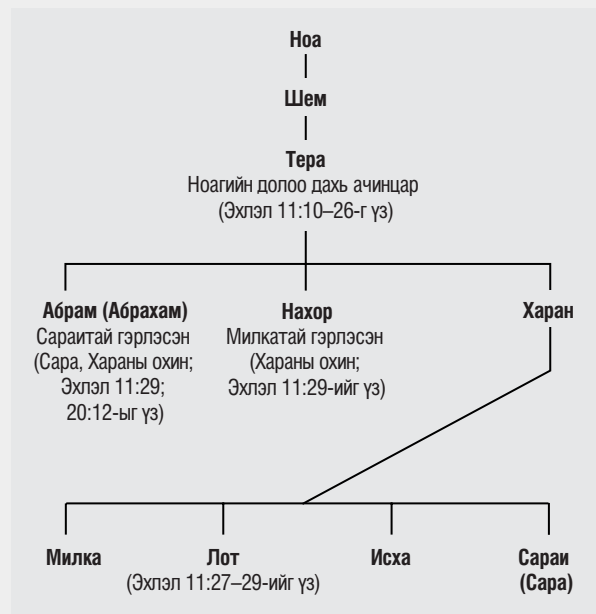 Ноа
Шем
Тера
Ноагийн долоо дахь ачинцар
(Эхлэл 11:10–26-г үз)
Абрам (Абрахам)
Сараитай гэрлэсэн
(Сара, Хараны охин;
Эхлэл 11:29;
20:12-ыг үз)
Нахор
Милкатай гэрлэсэн
(Хараны охин;
Эхлэл 11:29-ийг үз)
Харан
Милка
Лот
(Эхлэл 11:27–29-ийг үз)
Исха
Сараи
(Сара)